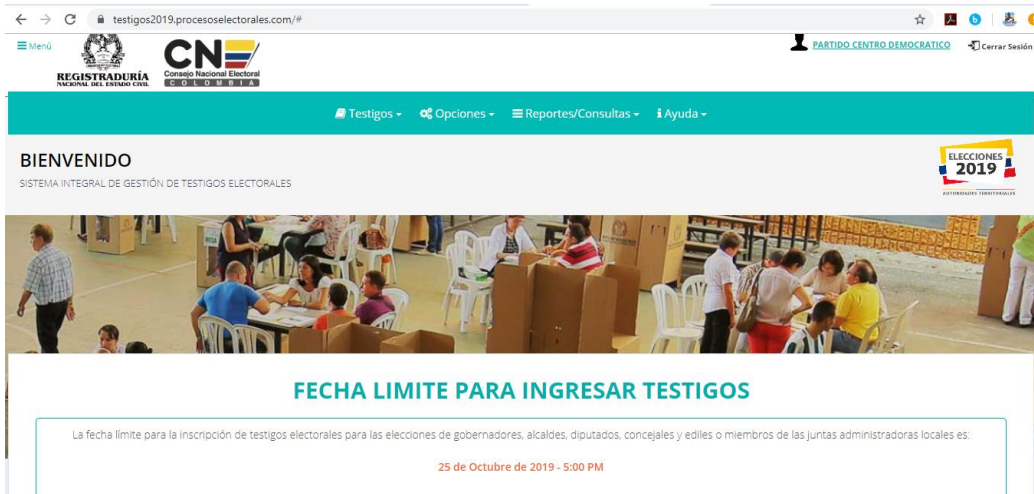 testigos2019.procesoselectorales.com/#
Menú
REGISTRADURÍA
NACIONAL DEL ESTADO CIVIL
CNE
Consejo Nacional Electoral
COLOMBIA
PARTIDO CENTRO DEMOCRATICO
Cerrar Sesión
Testigos Opciones Reportes/Consultas Ayuda
BIENVENIDO
SISTEMA INTEGRAL DE GESTIÓN DE TESTIGOS ELECTORALES
ELECCIONES
2019
AUTORIDADES TERRITORIALES
FECHA LIMITE PARA INGRESAR TESTIGOS
La fecha límite para la inscripción de testigos electorales para las elecciones de gobernadores, alcaldes, diputados, concejales y ediles o miembros de las juntas administradoras locales es:
25 de Octubre de 2019 - 5:00 PM